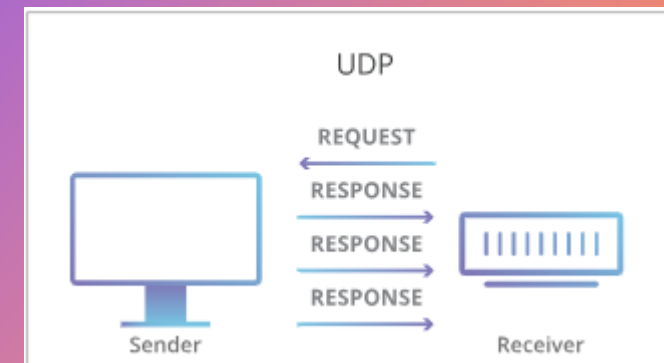 UDP
REQUEST
RESPONSE
RESPONSE
RESPONSE
Sender
Receiver